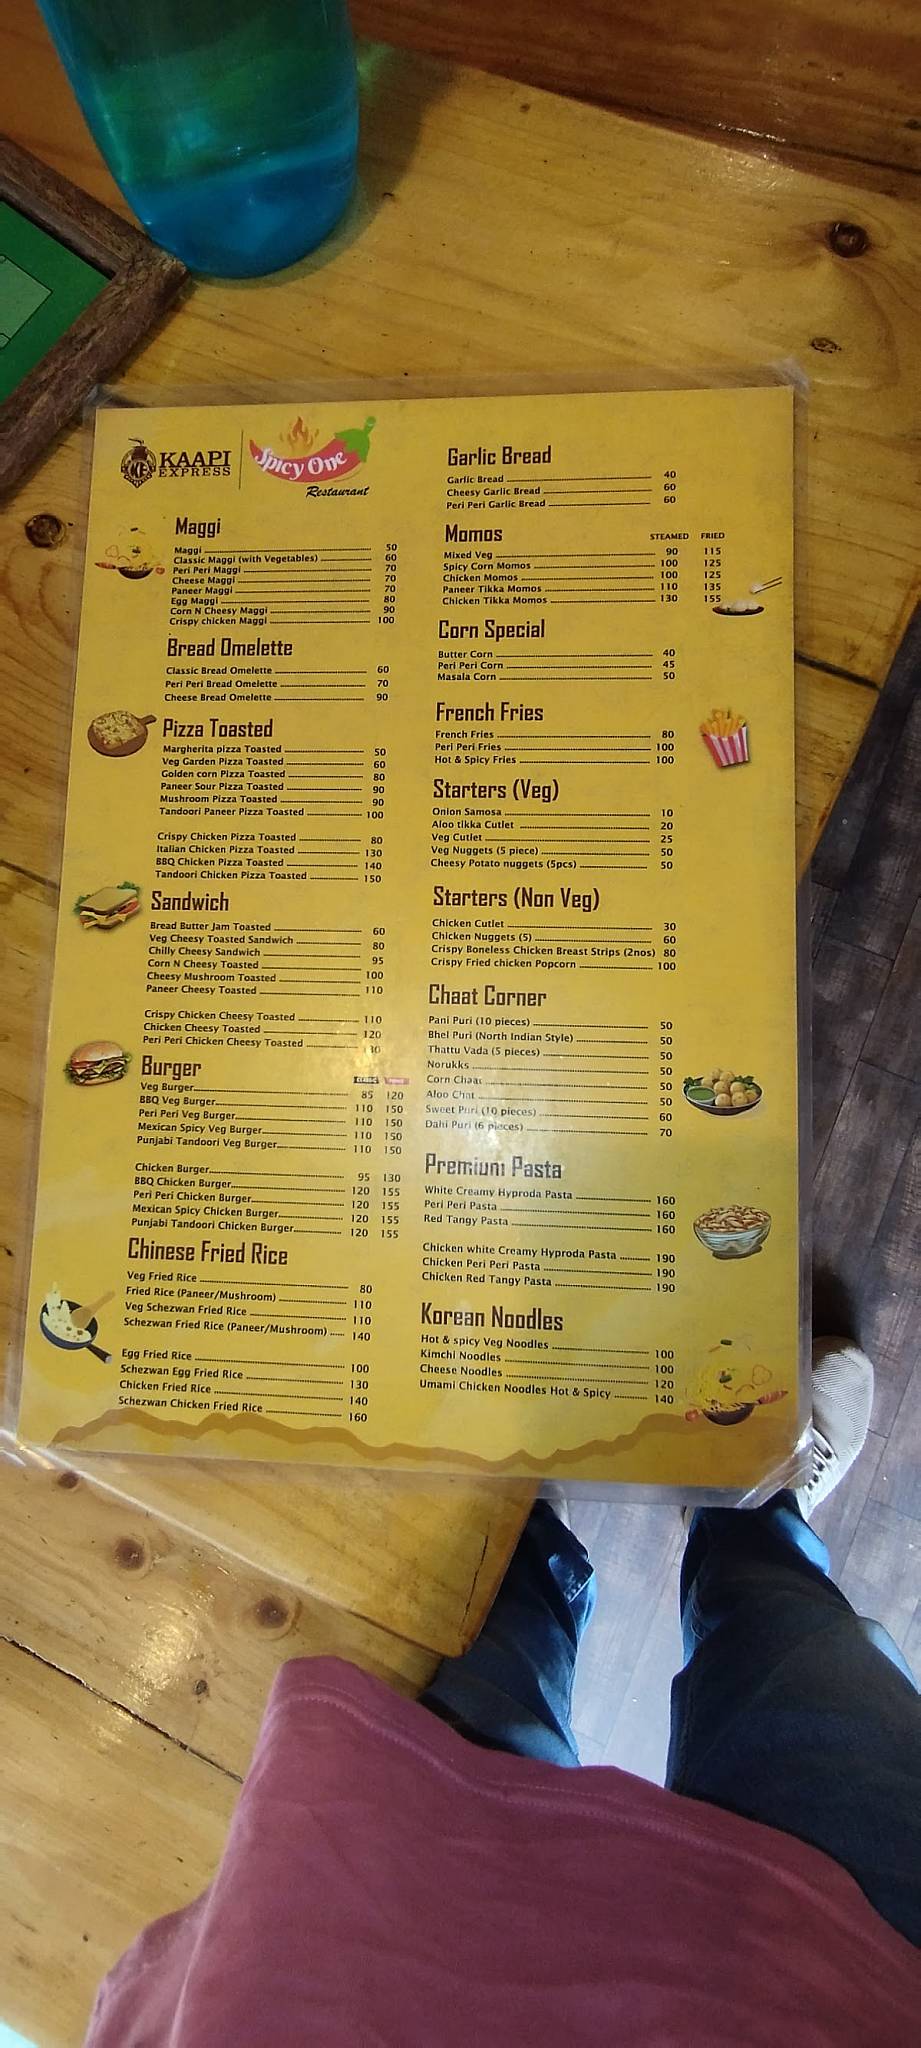 KAAPI
EXPRESS
Spicy One
Restaurant
Maggi
Maggi 50
Classic Maggi (with Vegetables) 60
Peri Peri Maggi 70
Cheese Maggi 70
Paneer Maggi 70
Egg Maggi 80
Corn N Cheesy Maggi 90
Crispy chicken Maggi 100
Bread Omelette
Classic Bread Omelette 60
Peri Peri Bread Omelette 70
Cheese Bread Omelette 90
Pizza Toasted
Margherita pizza Toasted 50
Veg Garden Pizza Toasted 60
Golden corn Pizza Toasted 80
Paneer Sour Pizza Toasted 90
Mushroom Pizza Toasted 90
Tandoori Paneer Pizza Toasted 100
Crispy Chicken Pizza Toasted 80
Italian Chicken Pizza Toasted 130
BBQ Chicken Pizza Toasted 140
Tandoori Chicken Pizza Toasted 150
Sandwich
Bread Butter Jam Toasted 60
Veg Cheesy Toasted Sandwich 80
Chilly Cheesy Sandwich 95
Corn N Cheesy Toasted 100
Cheesy Mushroom Toasted 100
Paneer Cheesy Toasted 110
Crispy Chicken Cheesy Toasted 110
Chicken Cheesy Toasted 120
Peri Peri Chicken Cheesy Toasted 130
Burger
Veg Burger 85 120
BBQ Veg Burger 110 150
Peri Peri Veg Burger 110 150
Mexican Spicy Veg Burger 110 150
Punjabi Tandoori Veg Burger 110 150
Chicken Burger 95 130
BBQ Chicken Burger 120 155
Peri Peri Chicken Burger 120 155
Mexican Spicy Chicken Burger 120 155
Punjabi Tandoori Chicken Burger 120 155
Chinese Fried Rice
Veg Fried Rice 80
Fried Rice (Paneer/Mushroom) 110
Veg Schezwan Fried Rice 110
Schezwan Fried Rice (Paneer/Mushroom) 140
Egg Fried Rice 100
Schezwan Egg Fried Rice 130
Chicken Fried Rice 140
Schezwan Chicken Fried Rice 160
Garlic Bread
Garlic Bread 40
Cheesy Garlic Bread 60
Peri Peri Garlic Bread 60
Momos STEAMED FRIED
Mixed Veg 90 115
Spicy Corn Momos 100 125
Chicken Momos 100 125
Paneer Tikka Momos 110 135
Chicken Tikka Momos 130 155
Corn Special
Butter Corn 40
Peri Peri Corn 45
Masala Corn 50
French Fries
French Fries 80
Peri Peri Fries 100
Hot & Spicy Fries 100
Starters (Veg)
Onion Samosa 10
Aloo tikka Cutlet 20
Veg Cutlet 25
Veg Nuggets (5 piece) 50
Cheesy Potato nuggets (5pcs) 50
Starters (Non Veg)
Chicken Cutlet 30
Chicken Nuggets (5) 60
Crispy Boneless Chicken Breast Strips (2nos) 80
Crispy Fried chicken Popcorn 100
Chaat Corner
Pani Puri (10 pieces) 50
Bhel Puri (North Indian Style) 50
Thattu Vada (5 pieces) 50
Norukks 50
Corn Chaat 50
Aloo Chat 50
Sweet Puri (10 pieces) 60
Dahi Puri (6 pieces) 70
Premium Pasta
White Creamy Hyproda Pasta 160
Peri Peri Pasta 160
Red Tangy Pasta 160
Chicken white Creamy Hyproda Pasta 190
Chicken Peri Peri Pasta 190
Chicken Red Tangy Pasta 190
Korean Noodles
Hot & spicy Veg Noodles 100
Kimchi Noodles 100
Cheese Noodles 120
Umami Chicken Noodles Hot & Spicy 140